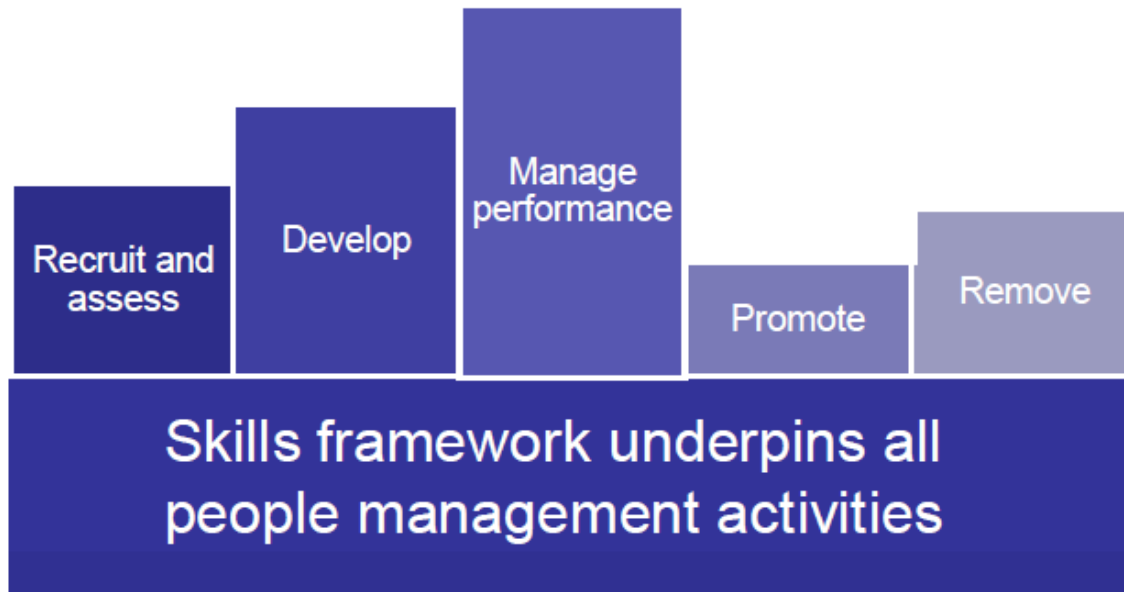 Manage
performance
Develop
Recruit and
assess
Promote
Remove
Skills framework underpins all
people management activities